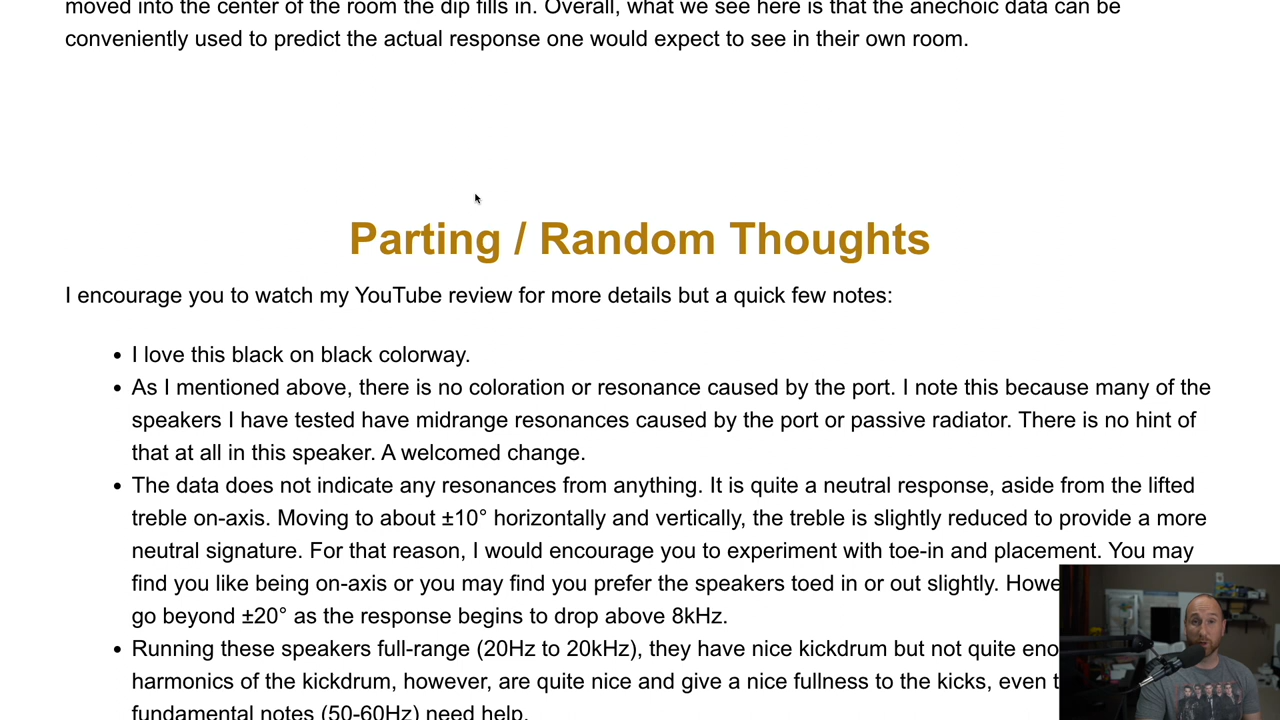 moved into the center of the room the dip fills in. Overall, what we see here is that the anechoic data can be
conveniently used to predict the actual response one would expect to see in their own room.
Parting / Random Thoughts
I encourage you to watch my YouTube review for more details but a quick few notes:
• I love this black on black colorway.
• As I mentioned above, there is no coloration or resonance caused by the port. I note this because many of the
speakers I have tested have midrange resonances caused by the port or passive radiator. There is no hint of
that at all in this speaker. A welcomed change.
• The data does not indicate any resonances from anything. It is quite a neutral response, aside from the lifted
treble on-axis. Moving to about ±10° horizontally and vertically, the treble is slightly reduced to provide a more
neutral signature. For that reason, I would encourage you to experiment with toe-in and placement. You may
find you like being on-axis or you may find you prefer the speakers toed in or out slightly.
go beyond ±20° as the response begins to drop above 8kHz.
• Running these speakers full-range (20Hz to 20kHz), they have nice kickdrum but not quite
harmonics of the kickdrum, however, are quite nice and give a nice fullness to the kicks, even
fundamental notes (50-60Hz) need help.